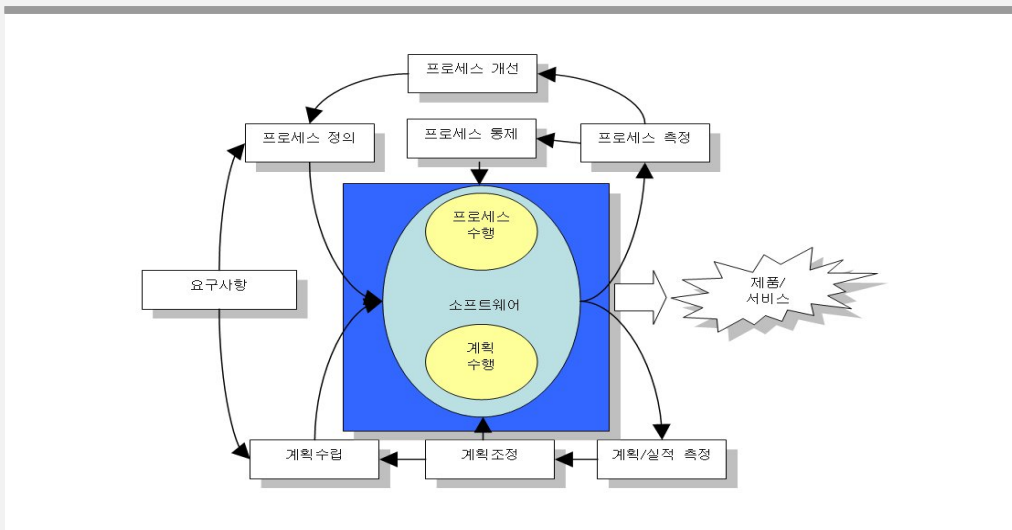 프로세스 개선
프로세스 정의
프로세스 통제
프로세스 측정
프로세스
수행
요구사항
소프트웨어
제품/
서비스
계획
수행
계획수립
계획조정
계획/실적 측정